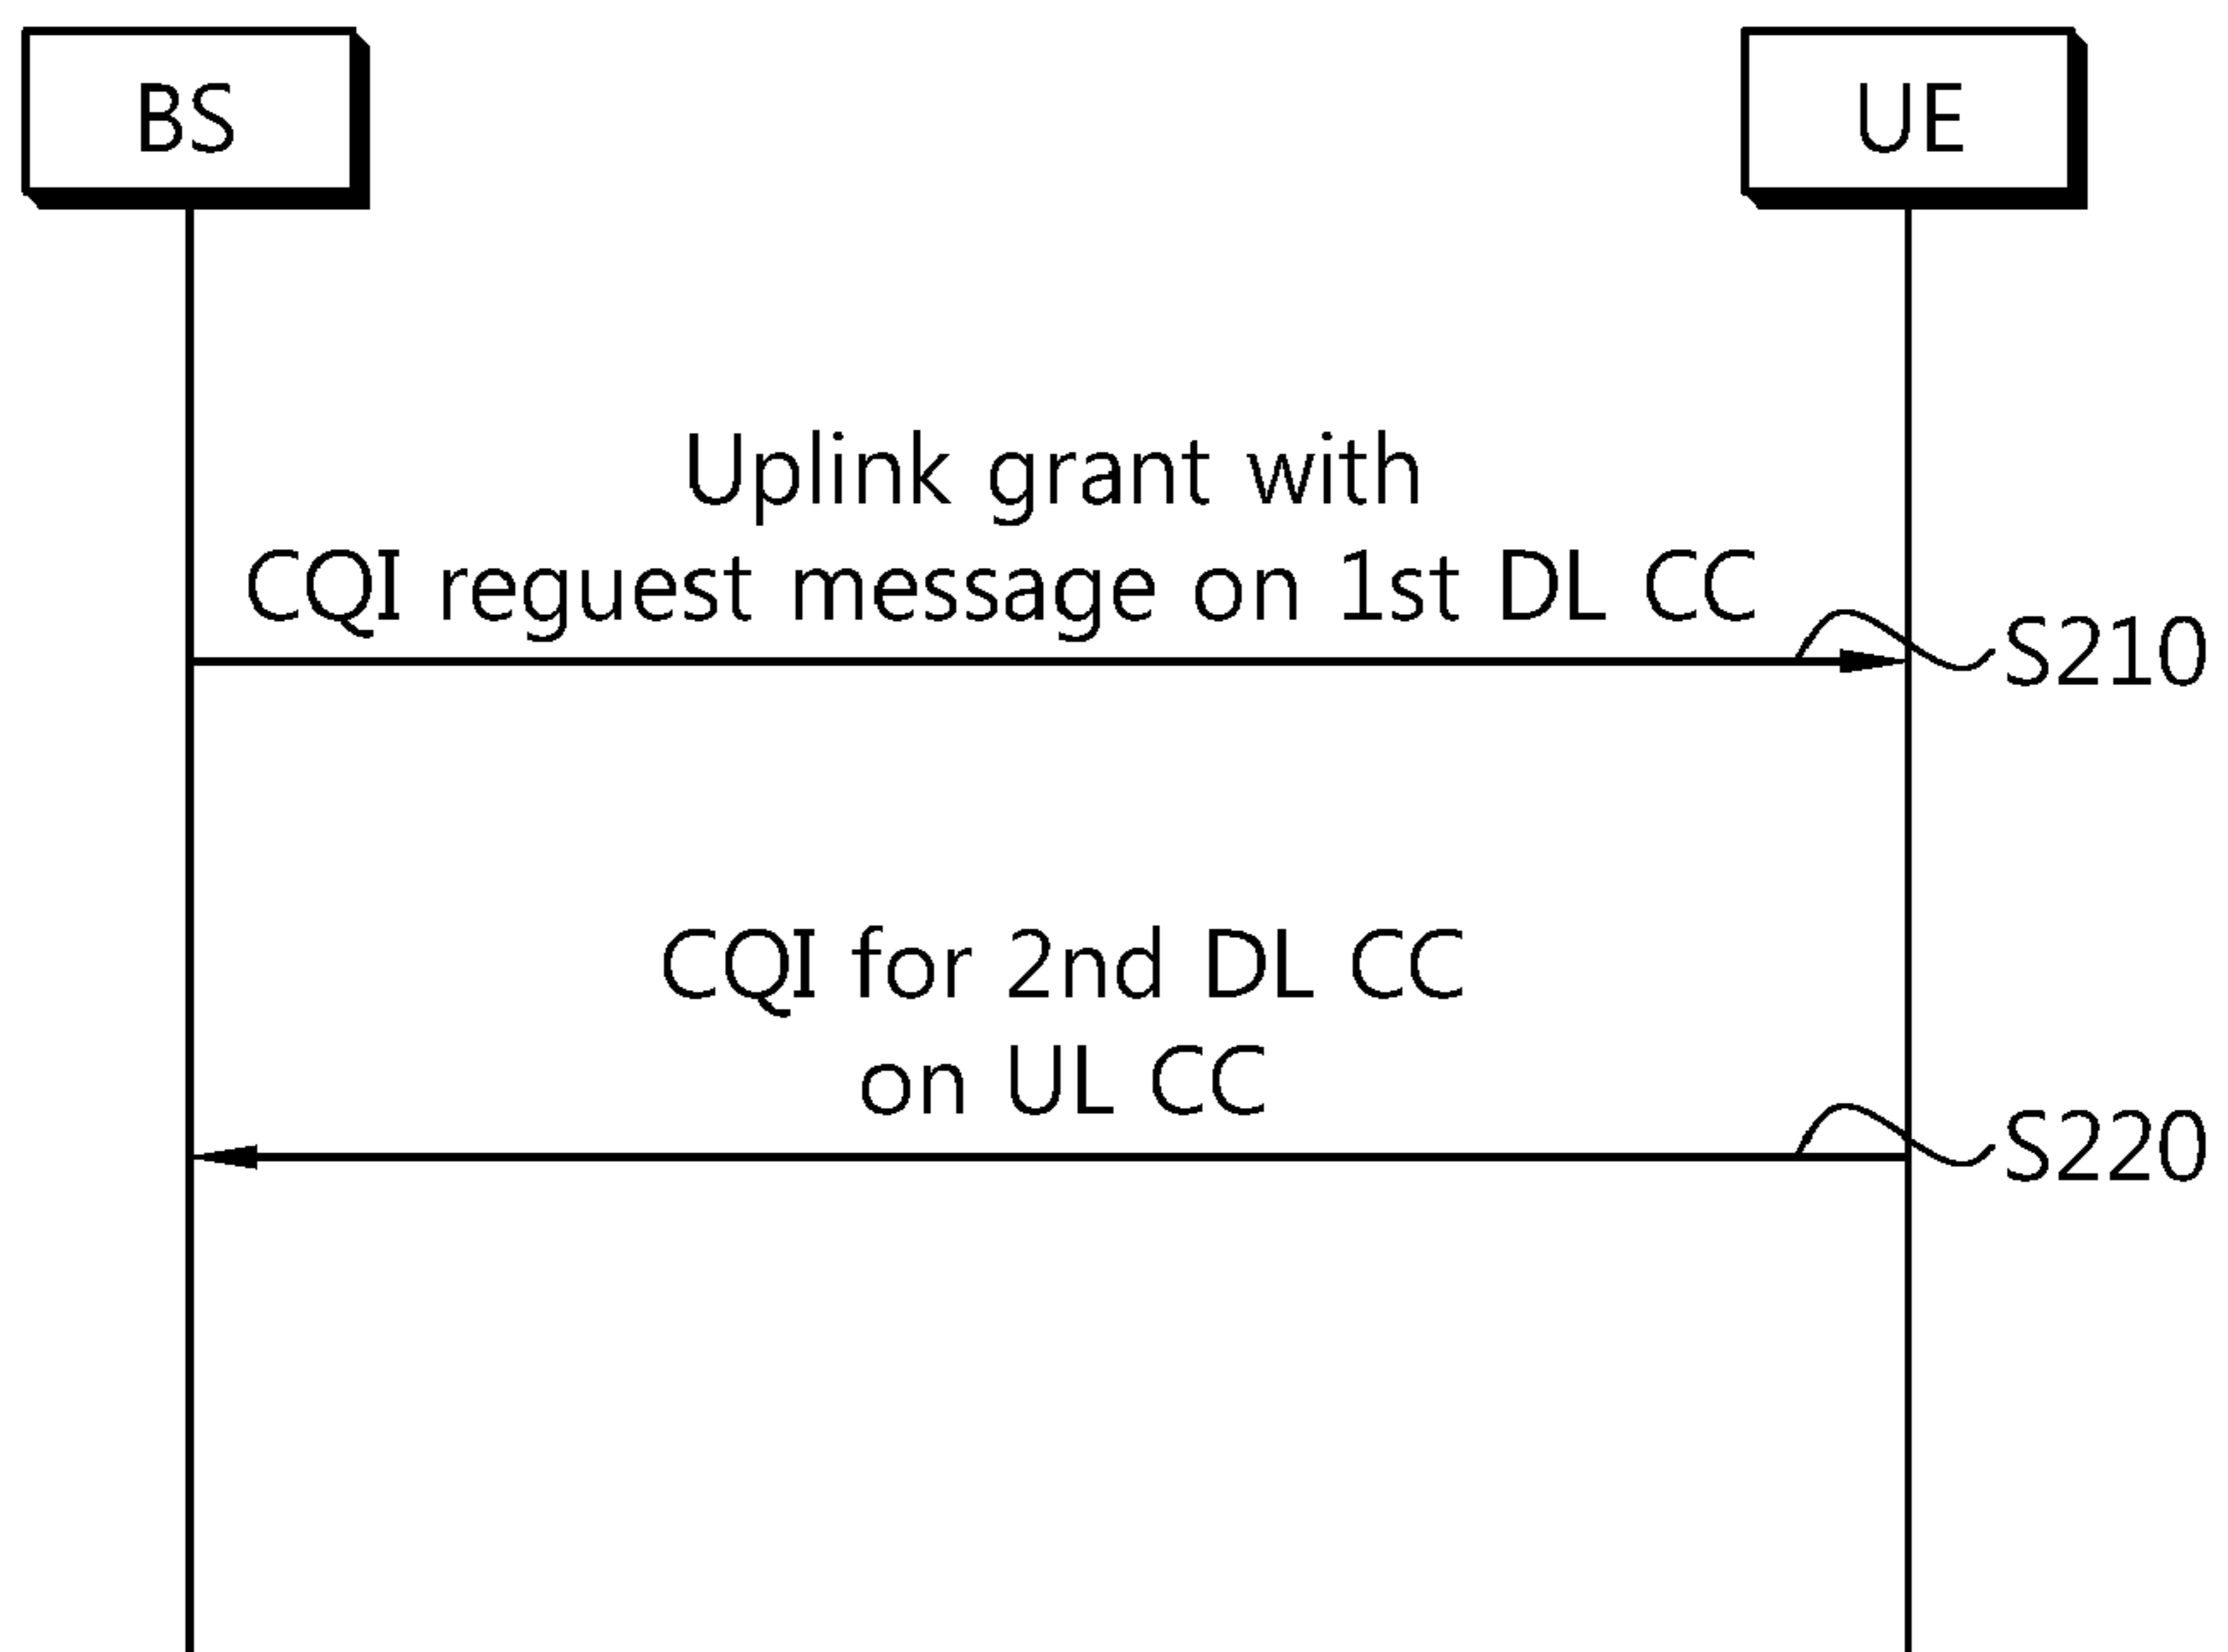 BS
UE
Uplink grant with
CQI reguest message on 1st DL CC
S210
CQI for 2nd DL CC
on UL CC
S220